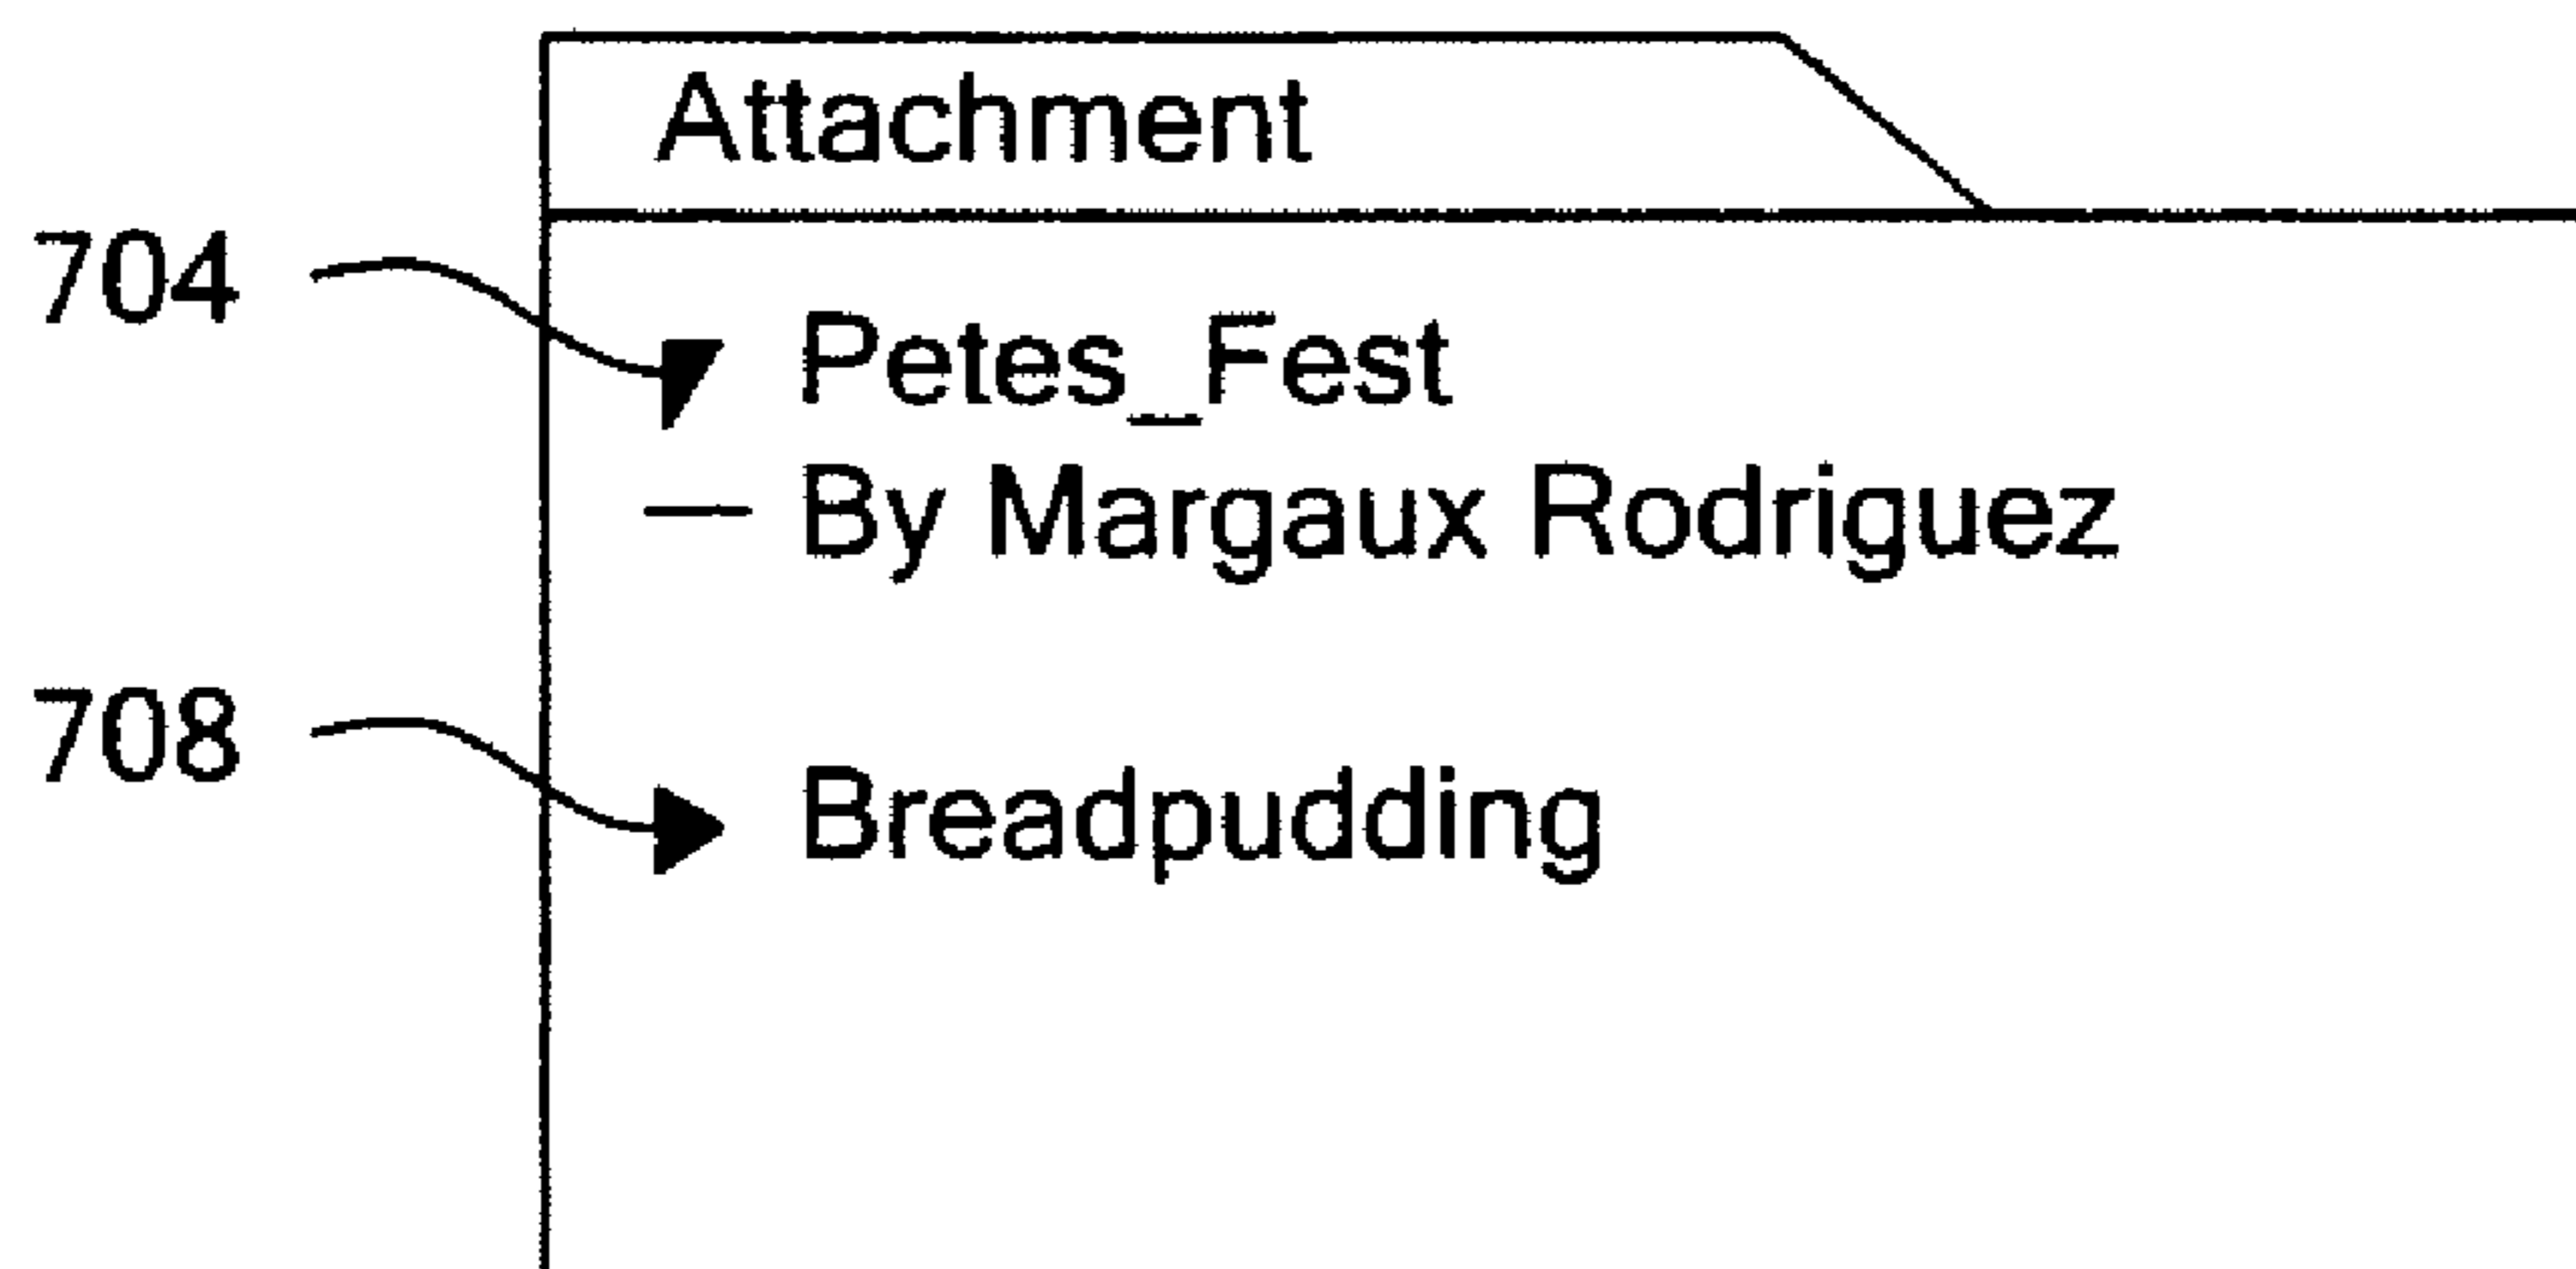 Attachment
704
Petes_Fest
— By Margaux Rodriguez
708
Breadpudding